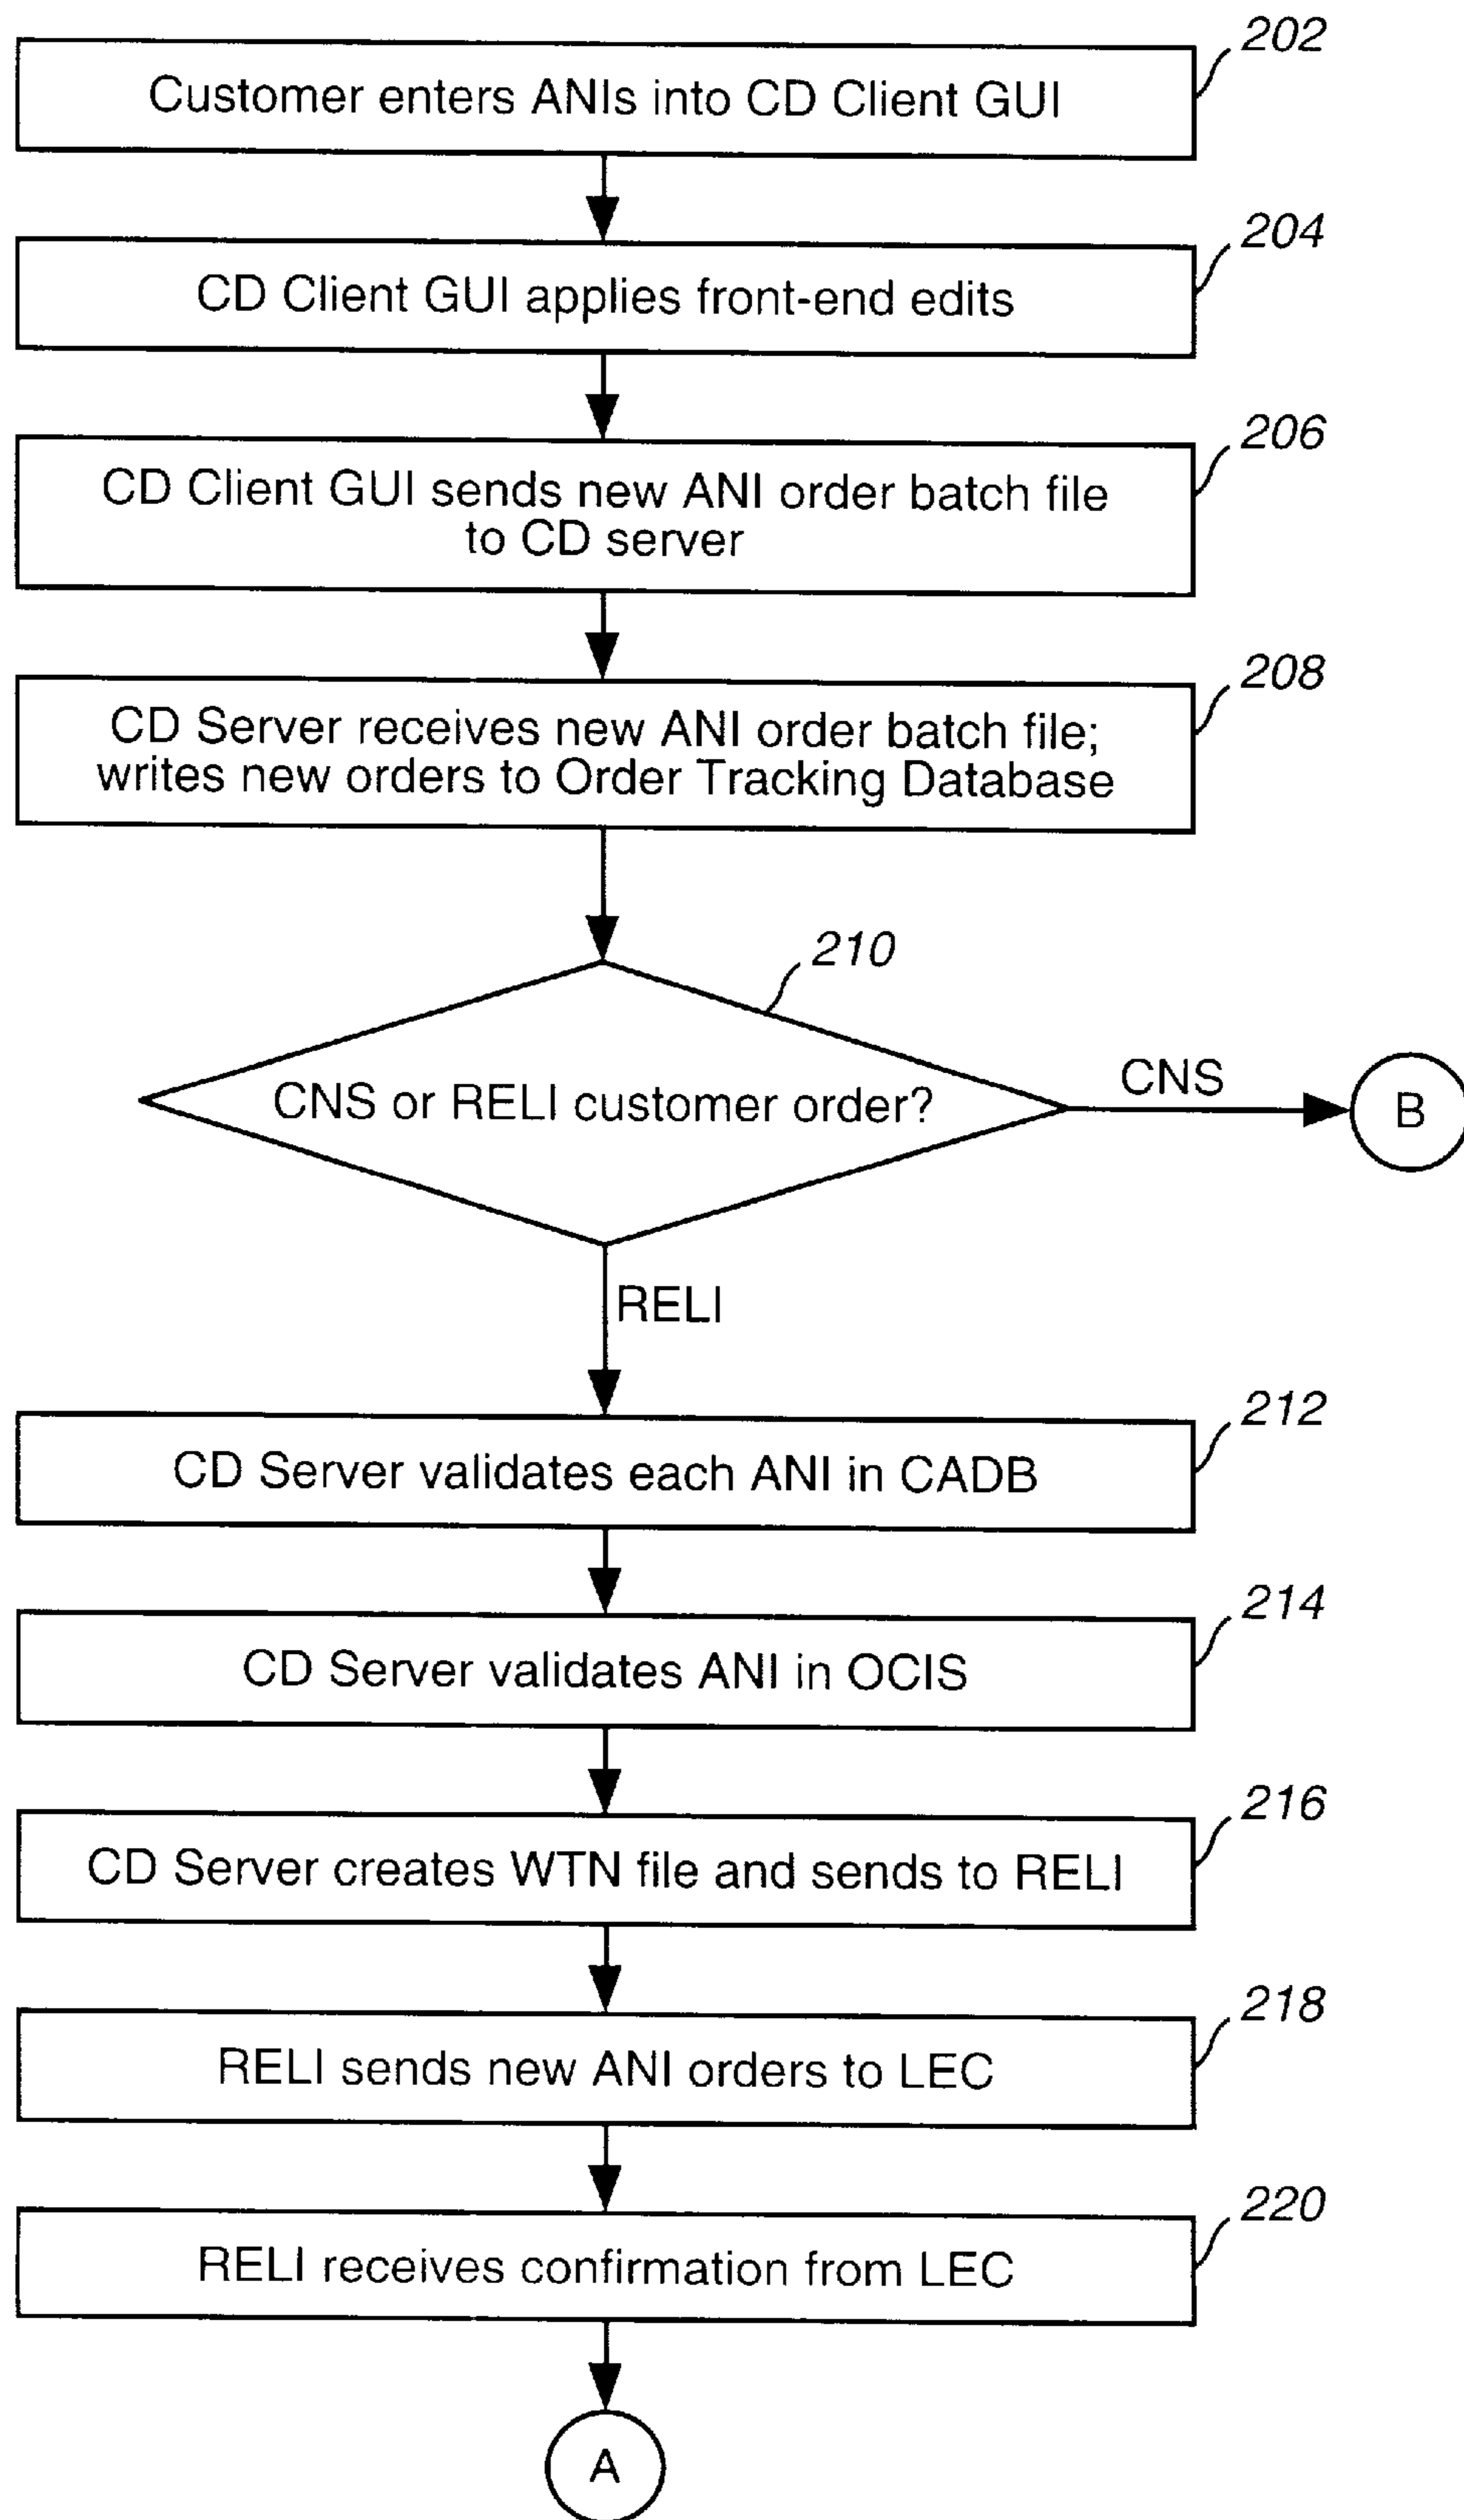 202
Customer enters ANIs into CD Client GUI
204
CD Client GUI applies front-end edits
206
CD Client GUI sends new ANI order batch file
to CD server
208
CD Server receives new ANI order batch file;
writes new orders to Order Tracking Database
210
CNS or RELI customer order?
CNS
B
RELI
212
CD Server validates each ANI in CADB
214
CD Server validates ANI in OCIS
216
CD Server creates WTN file and sends to RELI
218
RELI sends new ANI orders to LEC
220
RELI receives confirmation from LEC
A